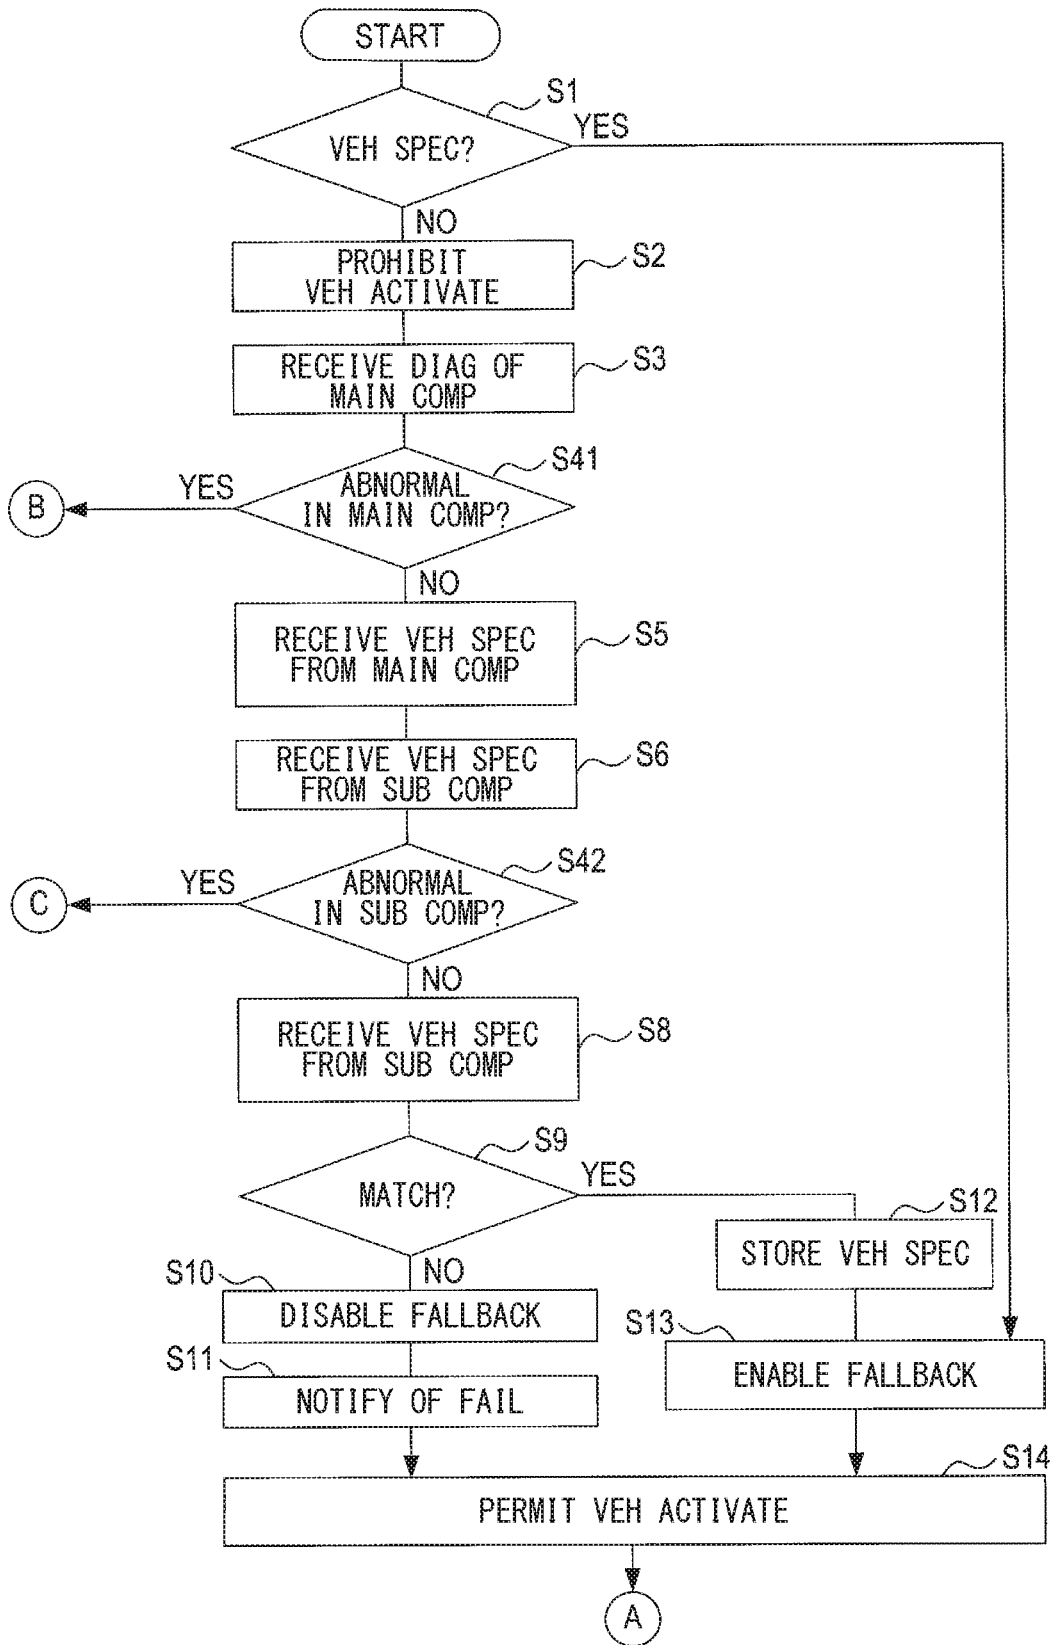 START
S1
VEH SPEC?
YES
NO
PROHIBIT
VEH ACTIVATE
S2
RECEIVE DIAG OF
MAIN COMP
S3
S41
ABNORMAL
IN MAIN COMP?
YES
B
NO
RECEIVE VEH SPEC
FROM MAIN COMP
S5
RECEIVE VEH SPEC
FROM SUB COMP
S6
S42
ABNORMAL
IN SUB COMP?
YES
C
NO
RECEIVE VEH SPEC
FROM SUB COMP
S8
S9
MATCH?
YES
S12
STORE VEH SPEC
NO
S10
DISABLE FALLBACK
S13
ENABLE FALLBACK
S11
NOTIFY OF FAIL
S14
PERMIT VEH ACTIVATE
A